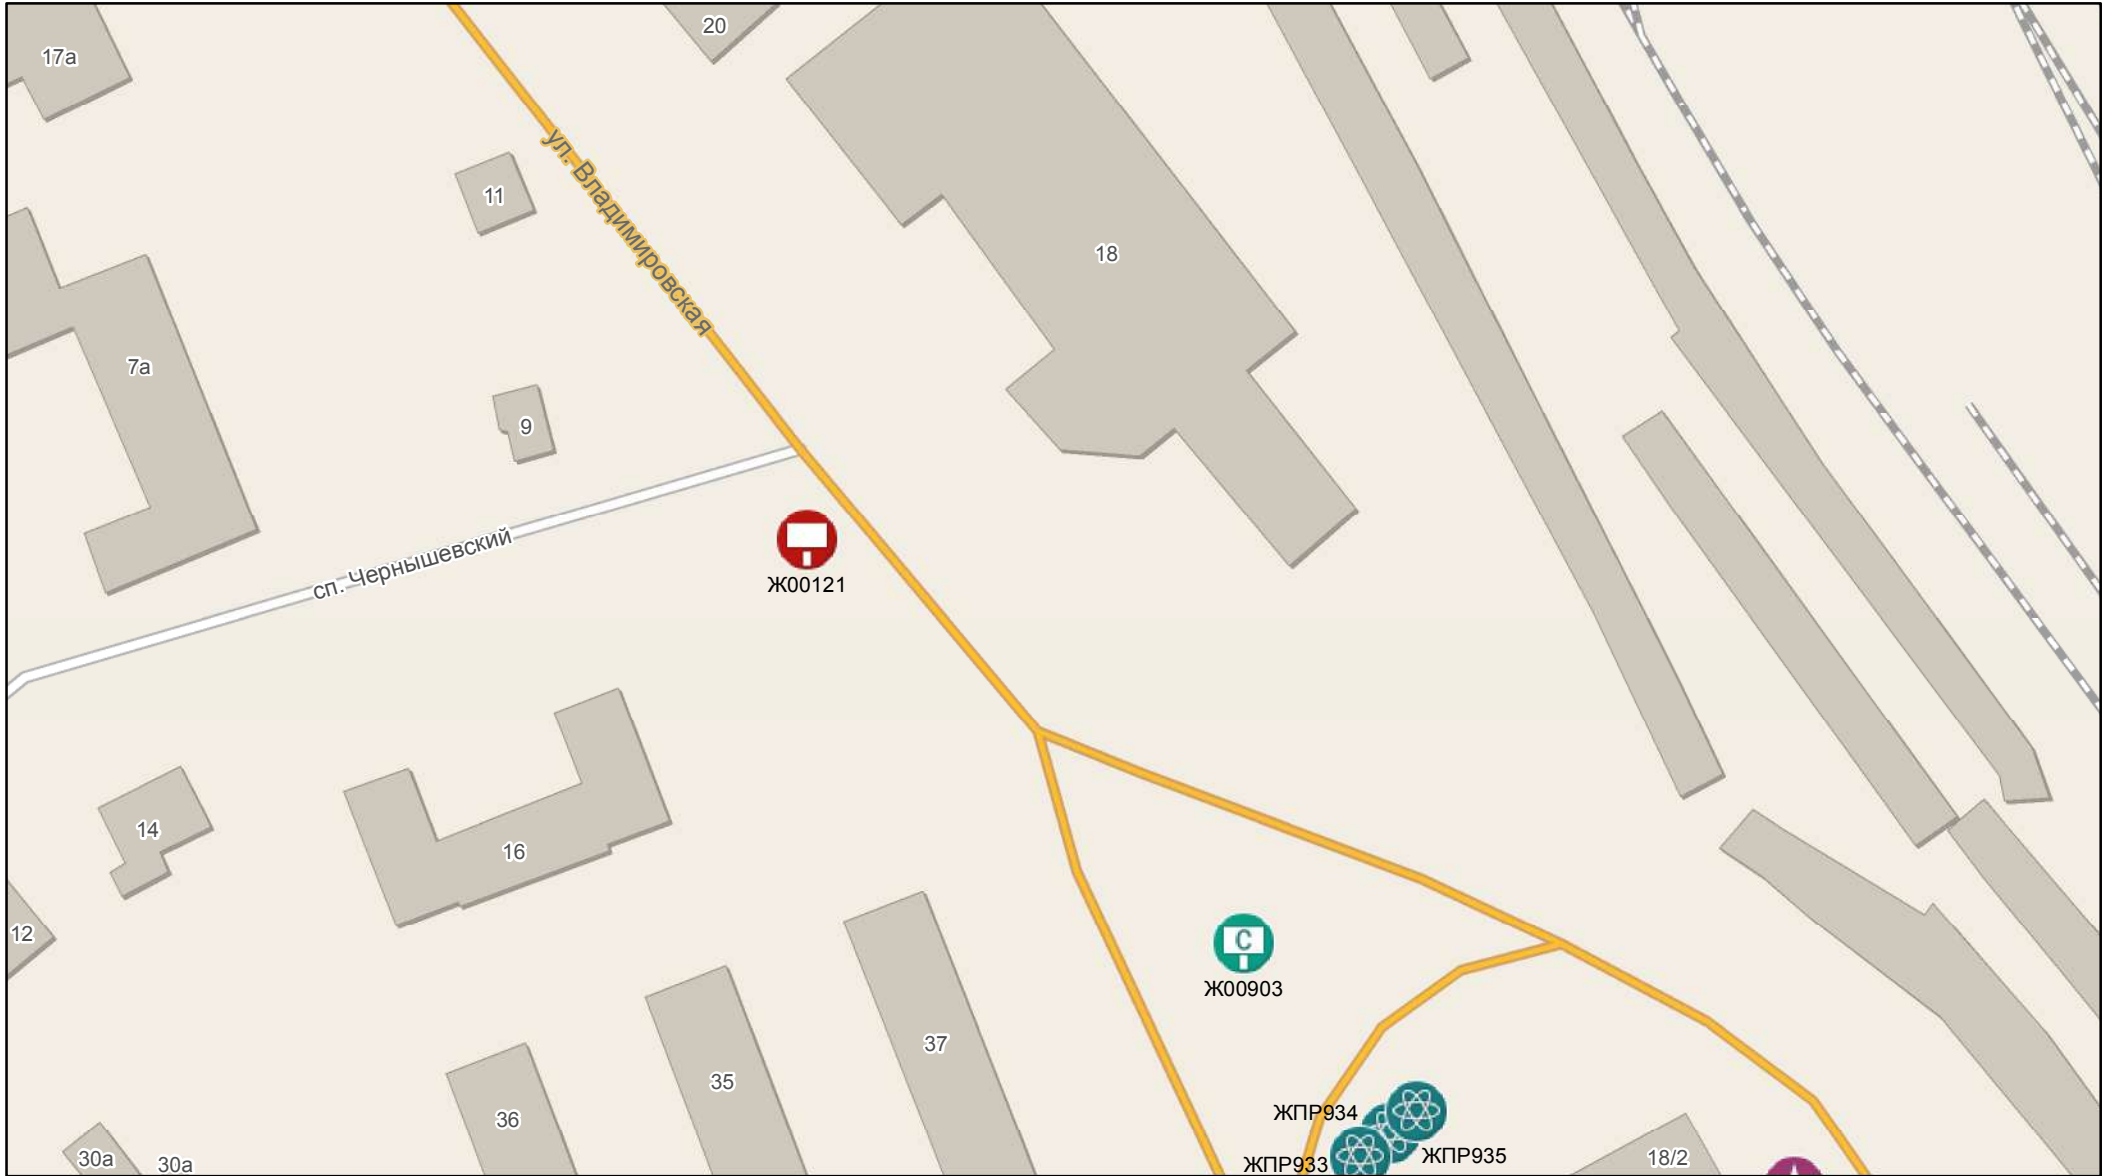 20
17а
ул. Владимировская
11
18
7а
9
сп. Чернышевский
Ж00121
14
16
12
С
Ж00903
37
35
36
ЖПР934
30а
30а
ЖПР933
ЖПР935
18/2